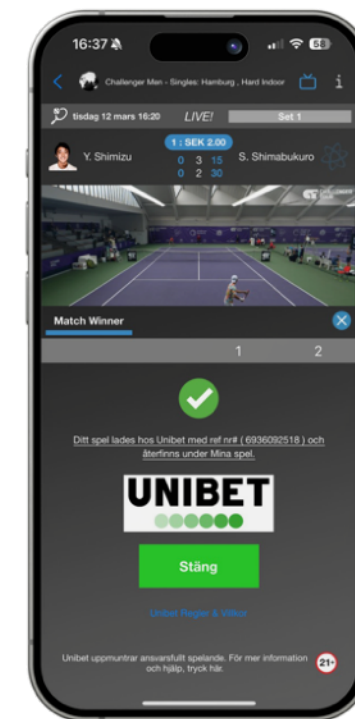 16:37
58
Challenger Men - Singles: Hamburg , Hard Indoor
i
tisdag 12 mars 16:20 LIVE! Set 1
1 : SEK 2.00
Y. Shimizu 0 3 15 S. Shimabukuro
0 2 30
Match Winner
1 2
Ditt spel lades hos Unibet med ref nr# ( 6936092518 ) och
återfinns under Mina spel.
UNIBET
Stäng
Unibet Regler & Villkor
Unibet uppmuntrar ansvarsfullt spelande. För mer information
och hjälp, tryck här.
21+